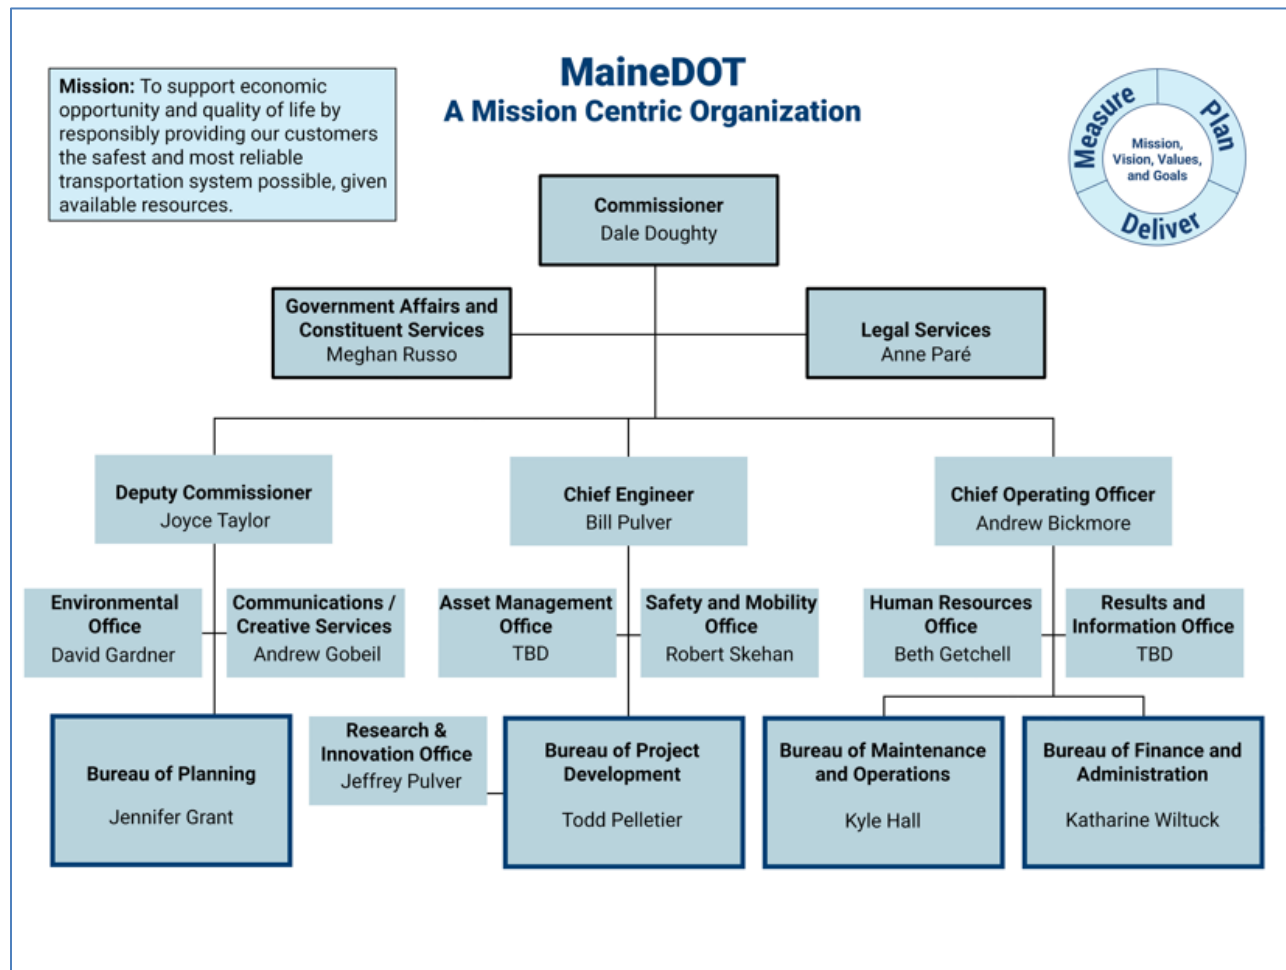 MaineDOT
A Mission Centric Organization
Mission: To support economic
opportunity and quality of life by
responsibly providing our customers
the safest and most reliable
transportation system possible, given
available resources.
Measure
Plan
Deliver
Mission,
Vision, Values,
and Goals
Commissioner
Dale Doughty
Government Affairs and
Constituent Services
Meghan Russo
Legal Services
Anne Paré
Deputy Commissioner
Joyce Taylor
Chief Engineer
Bill Pulver
Chief Operating Officer
Andrew Bickmore
Environmental
Office
David Gardner
Communications /
Creative Services
Andrew Gobeil
Asset Management
Office
TBD
Safety and Mobility
Office
Robert Skehan
Human Resources
Office
Beth Getchell
Results and
Information Office
TBD
Bureau of Planning
Jennifer Grant
Research &
Innovation Office
Jeffrey Pulver
Bureau of Project
Development
Todd Pelletier
Bureau of Maintenance
and Operations
Kyle Hall
Bureau of Finance and
Administration
Katharine Wiltuck